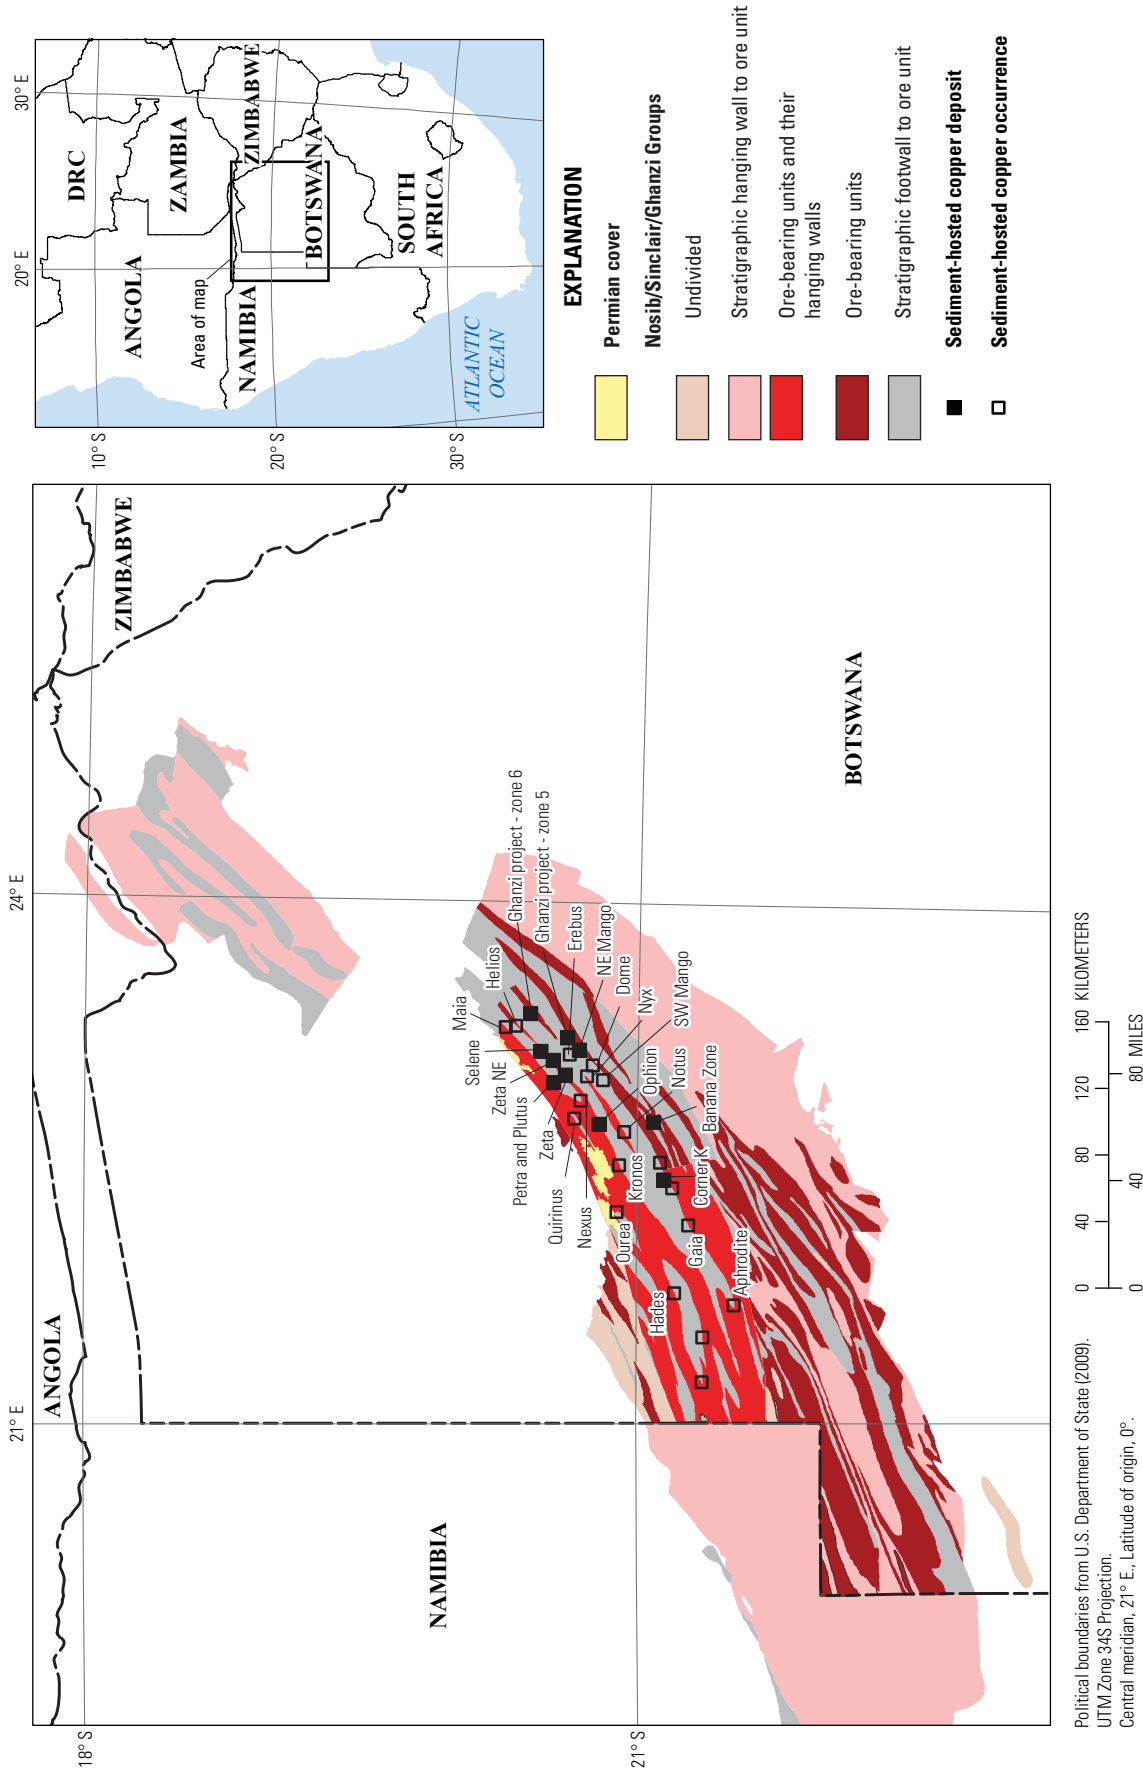 21° E
24° E
18° S
21° S
ANGOLA
ZIMBABWE
NAMIBIA
BOTSWANA
Maia
Helios
Ghanzi project - zone 6
Ghanzi project - zone 5
Selene
Zeta NE
Petra and Plutus
Zeta
Erebus
NE Mango
Dome
Nyx
SW Mango
Quirinus
Nexus
Ophion
Notus
Banana Zone
Kronos
Ourea
Corner K
Gaia
Hades
Aphrodite
0
40
80
120
160 KILOMETERS
0
40
80 MILES
Political boundaries from U.S. Department of State (2009).
UTM Zone 34S Projection.
Central meridian, 21° E, Latitude of origin, 0°.
20° E
30° E
10° S
20° S
30° S
DRC
ANGOLA
ZAMBIA
Area of map
NAMIBIA
ZIMBABWE
BOTSWANA
SOUTH
AFRICA
ATLANTIC
OCEAN
EXPLANATION
Permian cover
Nosib/Sinclair/Ghanzi Groups
Undivided
Stratigraphic hanging wall to ore unit
Ore-bearing units and their
hanging walls
Ore-bearing units
Stratigraphic footwall to ore unit
Sediment-hosted copper deposit
Sediment-hosted copper occurrence